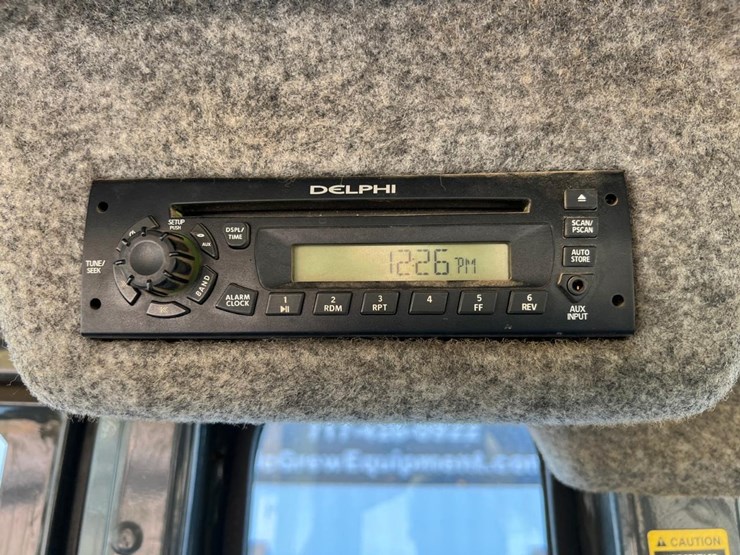 DELPHI
SETUP
PUSH
DSPL/
TIME
AUX
TUNE/
SEEK
BAND
ALARM
CLOCK
12:26 PM
SCAN/
PSCAN
AUTO
STORE
AUX
INPUT
1
2
RDM
3
RPT
4
5
FF
6
REV
CAUTION